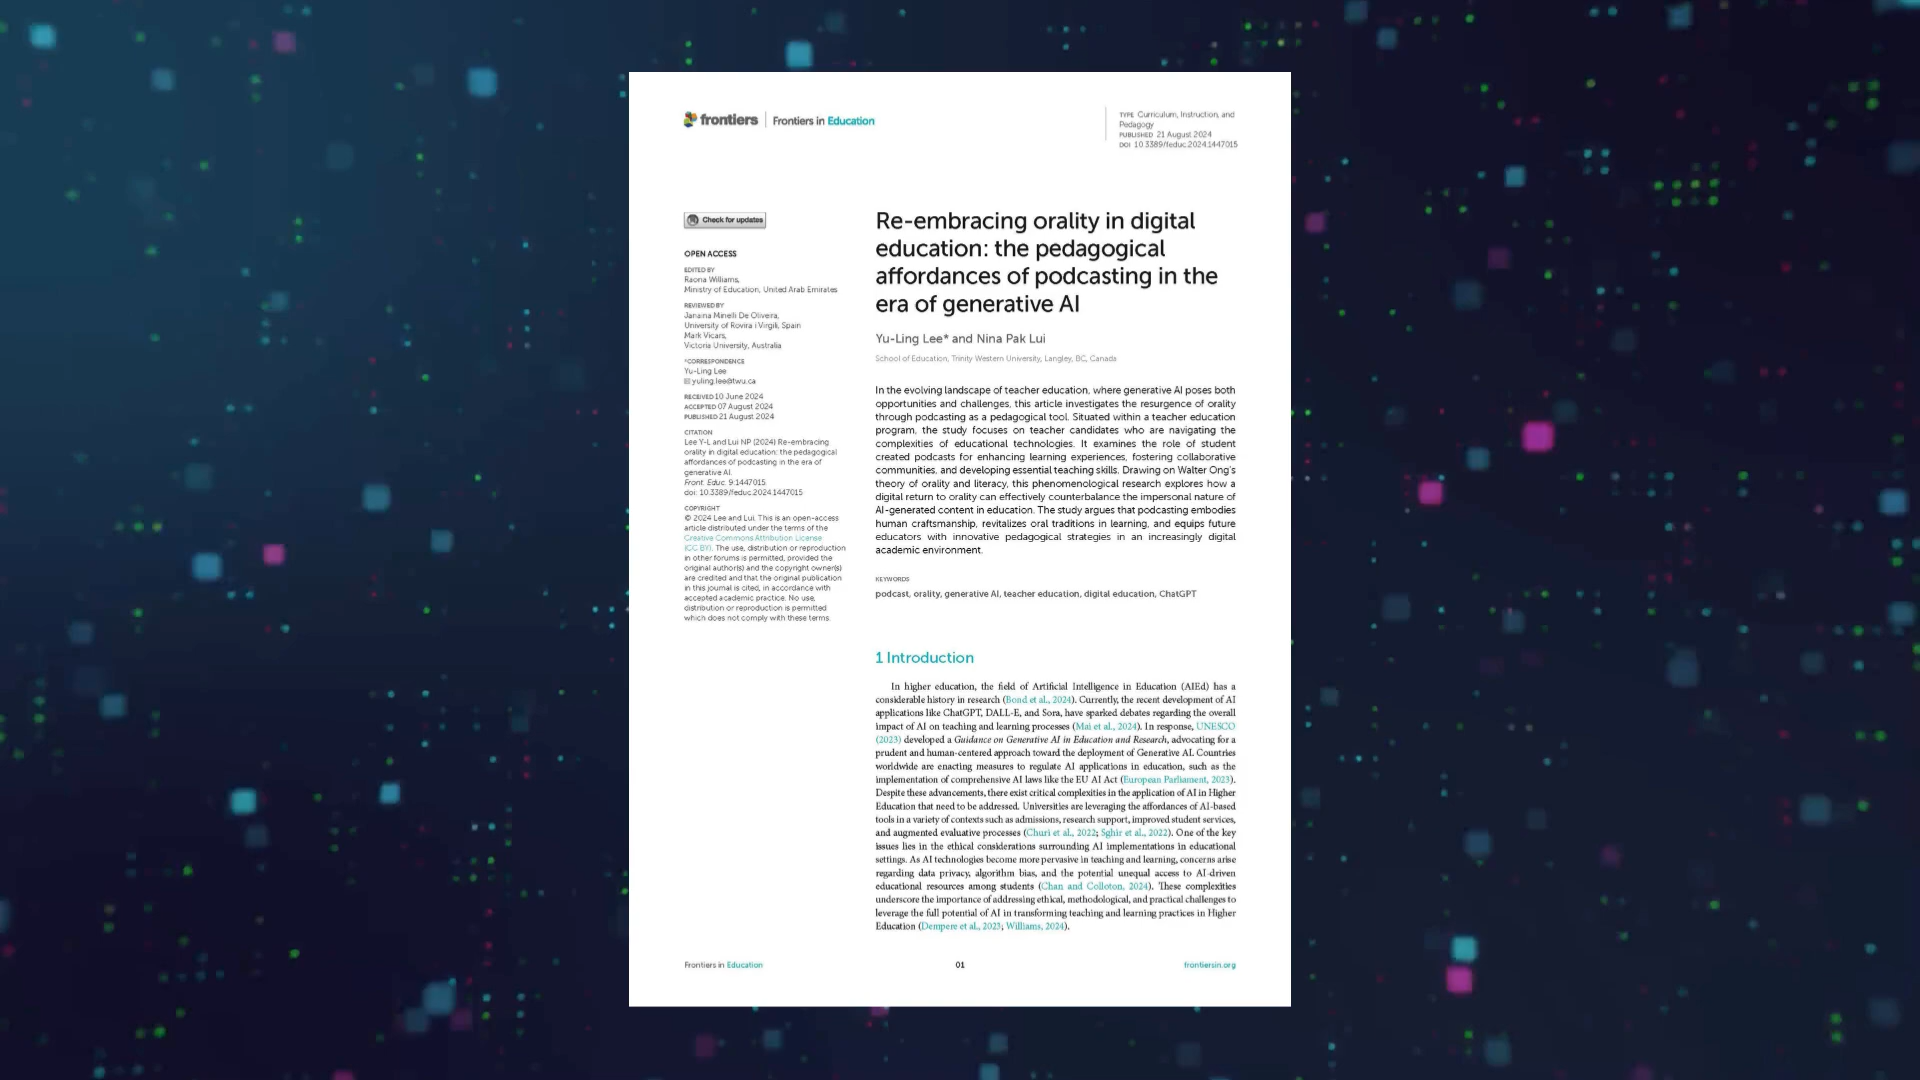 frontiers | Frontiers in Education
TYPE Curriculum, Instruction, and
Pedagogy
PUBLISHED 21 August 2024
DOI 10.3389/feduc.2024.1447015
Check for updates
OPEN ACCESS
EDITED BY
Raona Williams,
Ministry of Education, United Arab Emirates
REVIEWED BY
Janaina Minelli De Oliveira,
University of Rovira i Virgili, Spain
Mark Vicars,
Victoria University, Australia
*CORRESPONDENCE
Yu-Ling Lee
yuling.lee@twu.ca
RECEIVED 10 June 2024
ACCEPTED 07 August 2024
PUBLISHED 21 August 2024
CITATION
Lee Y-L and Lui NP (2024) Re-embracing
orality in digital education: the pedagogical
affordances of podcasting in the era of
generative AI.
Front. Educ. 9:1447015.
doi: 10.3389/feduc.2024.1447015
COPYRIGHT
© 2024 Lee and Lui. This is an open-access
article distributed under the terms of the
Creative Commons Attribution License
(CC BY). The use, distribution or reproduction
in other forums is permitted, provided the
original author(s) and the copyright owner(s)
are credited and that the original publication
in this journal is cited, in accordance with
accepted academic practice. No use,
distribution or reproduction is permitted
which does not comply with these terms.
Re-embracing orality in digital
education: the pedagogical
affordances of podcasting in the
era of generative AI
Yu-Ling Lee* and Nina Pak Lui
School of Education, Trinity Western University, Langley, BC, Canada
In the evolving landscape of teacher education, where generative AI poses both
opportunities and challenges, this article investigates the resurgence of orality
through podcasting as a pedagogical tool. Situated within a teacher education
program, the study focuses on teacher candidates who are navigating the
complexities of educational technologies. It examines the role of student
created podcasts for enhancing learning experiences, fostering collaborative
communities, and developing essential teaching skills. Drawing on Walter Ong's
theory of orality and literacy, this phenomenological research explores how a
digital return to orality can effectively counterbalance the impersonal nature of
AI-generated content in education. The study argues that podcasting embodies
human craftsmanship, revitalizes oral traditions in learning, and equips future
educators with innovative pedagogical strategies in an increasingly digital
academic environment.
KEYWORDS
podcast, orality, generative AI, teacher education, digital education, ChatGPT
1 Introduction
In higher education, the field of Artificial Intelligence in Education (AIEd) has a
considerable history in research (Bond et al., 2024). Currently, the recent development of AI
applications like ChatGPT, DALL-E, and Sora, have sparked debates regarding the overall
impact of AI on teaching and learning processes (Mai et al., 2024). In response, UNESCO
(2023) developed a Guidance on Generative AI in Education and Research, advocating for a
prudent and human-centered approach toward the deployment of Generative AI. Countries
worldwide are enacting measures to regulate AI applications in education, such as the
implementation of comprehensive AI laws like the EU AI Act (European Parliament, 2023).
Despite these advancements, there exist critical complexities in the application of AI in Higher
Education that need to be addressed. Universities are leveraging the affordances of AI-based
tools in a variety of contexts such as admissions, research support, improved student services,
and augmented evaluative processes (Churi et al., 2022; Sghir et al., 2022). One of the key
issues lies in the ethical considerations surrounding AI implementations in educational
settings. As AI technologies become more pervasive in teaching and learning, concerns arise
regarding data privacy, algorithm bias, and the potential unequal access to AI-driven
educational resources among students (Chan and Colloton, 2024). These complexities
underscore the importance of addressing ethical, methodological, and practical challenges to
leverage the full potential of AI in transforming teaching and learning practices in Higher
Education (Dempere et al., 2023; Williams, 2024).
Frontiers in Education
01
frontiersin.org